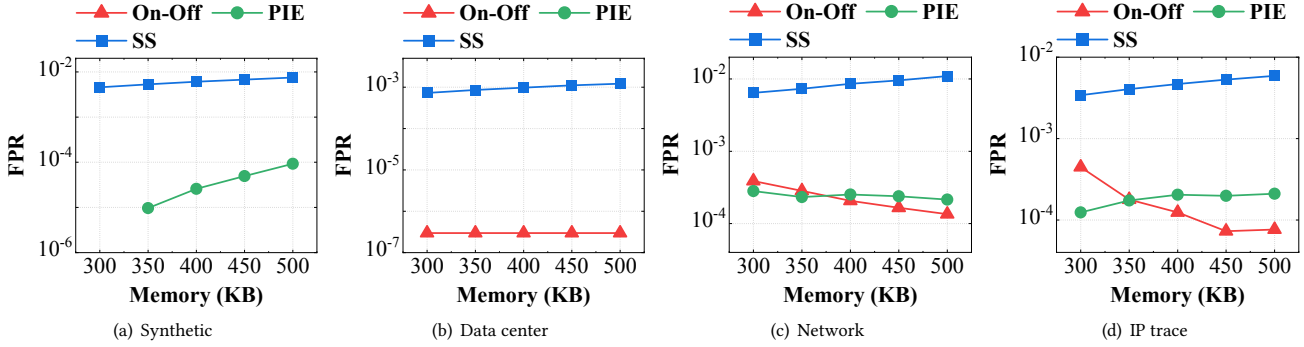 On-Off PIE
SS
FPR
10⁻²
10⁻⁴
10⁻⁶
300 350 400 450 500
Memory (KB)
(a) Synthetic
On-Off PIE
SS
FPR
10⁻³
10⁻⁵
10⁻⁷
300 350 400 450 500
Memory (KB)
(b) Data center
On-Off PIE
SS
FPR
10⁻²
10⁻³
10⁻⁴
300 350 400 450 500
Memory (KB)
(c) Network
On-Off PIE
SS
FPR
10⁻²
10⁻³
10⁻⁴
300 350 400 450 500
Memory (KB)
(d) IP trace